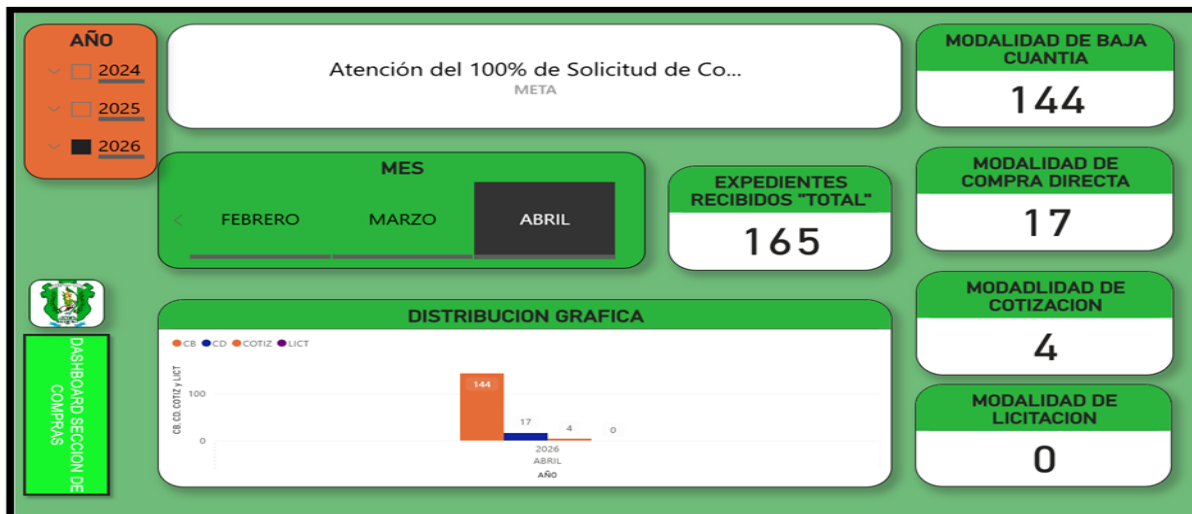 AÑO
2024
2025
2026
Atención del 100% de Solicitud de Co...
META
MODALIDAD DE BAJA
CUANTIA
144
MES
FEBRERO
MARZO
ABRIL
EXPEDIENTES
RECIBIDOS "TOTAL"
165
MODALIDAD DE
COMPRA DIRECTA
17
MODADLIDAD DE
COTIZACION
4
MODALIDAD DE
LICITACION
0
DASHBOARD SECCION DE
COMPRAS
DISTRIBUCION GRAFICA
CB CD COTIZ LICT
CB, CD, COTIZ y LICT
100
0
144
17
4
0
2026
ABRIL
AÑO